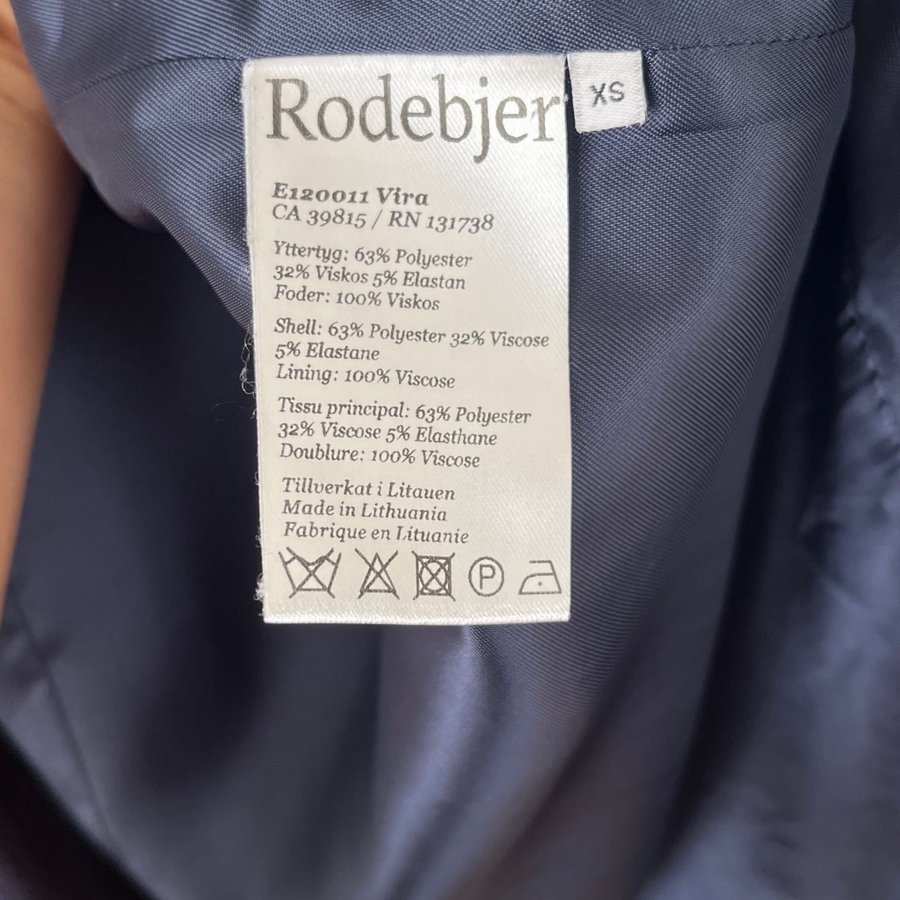 Rodebjer
XS
E120011 Vira
CA 39815 / RN 131738
Yttertyg: 63% Polyester
32% Viskos 5% Elastan
Foder: 100% Viskos
Shell: 63% Polyester 32% Viscose
5% Elastane
Lining: 100% Viscose
Tissu principal: 63% Polyester
32% Viscose 5% Elasthane
Doublure: 100% Viscose
Tillverkat i Litauen
Made in Lithuania
Fabrique en Lituanie
P